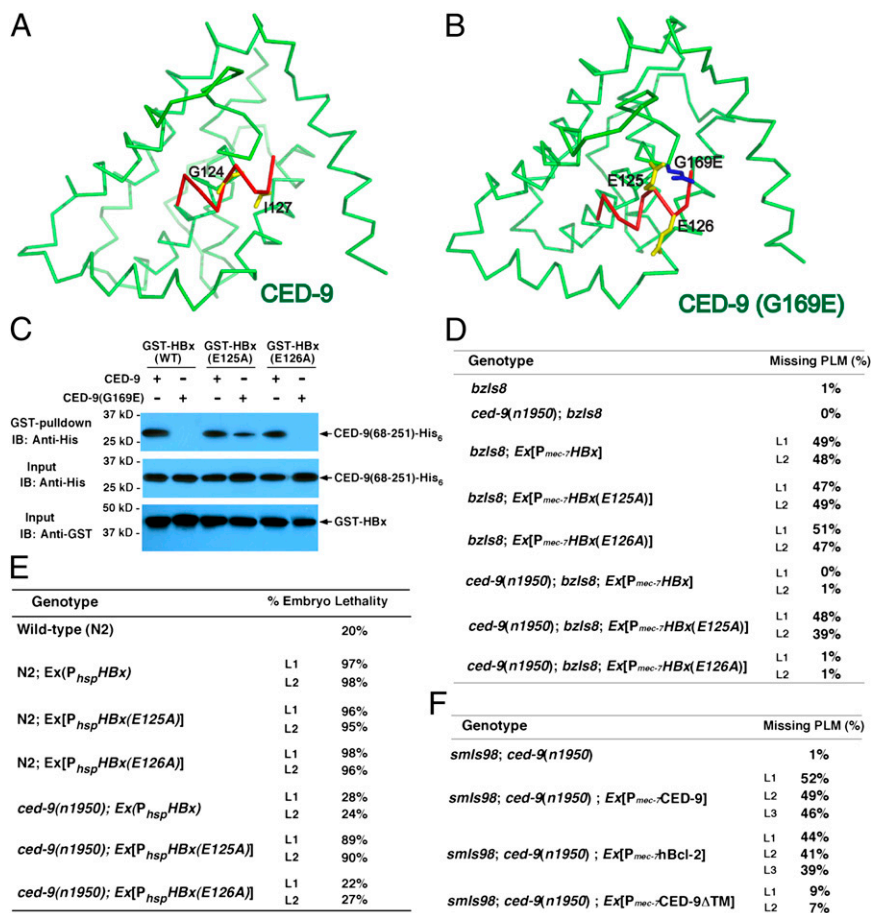 A
G124
I127
CED-9
B
G169E
E125
E126
CED-9 (G169E)
C
GST-HBx (WT) GST-HBx (E125A) GST-HBx (E126A)
CED-9 + - + - + -
CED-9(G169E) - + - + - +
37 kD -
GST-pulldown
IB: Anti-His
25 kD -
CED-9(68-251)-His6
37 kD -
Input
IB: Anti-His
25 kD -
CED-9(68-251)-His6
50 kD -
Input
IB: Anti-GST
37 kD -
GST-HBx
D
Genotype Missing PLM (%)
bzIs8 1%
ced-9(n1950); bzIs8 0%
bzIs8; Ex[Pmec-7HBx] L1 49%
L2 48%
bzIs8; Ex[Pmec-7HBx(E125A)] L1 47%
L2 49%
bzIs8; Ex[Pmec-7HBx(E126A)] L1 51%
L2 47%
ced-9(n1950); bzIs8; Ex[Pmec-7HBx] L1 0%
L2 1%
ced-9(n1950); bzIs8; Ex[Pmec-7HBx(E125A)] L1 48%
L2 39%
ced-9(n1950); bzIs8; Ex[Pmec-7HBx(E126A)] L1 1%
L2 1%
E
Genotype % Embryo Lethality
Wild-type (N2) 20%
N2; Ex(PhspHBx) L1 97%
L2 98%
N2; Ex[PhspHBx(E125A)] L1 96%
L2 95%
N2; Ex[PhspHBx(E126A)] L1 98%
L2 96%
ced-9(n1950); Ex(PhspHBx) L1 28%
L2 24%
ced-9(n1950); Ex[PhspHBx(E125A)] L1 89%
L2 90%
ced-9(n1950); Ex[PhspHBx(E126A)] L1 22%
L2 27%
F
Genotype Missing PLM (%)
smIs98; ced-9(n1950) 1%
smIs98; ced-9(n1950) ; Ex[Pmec-7CED-9] L1 52%
L2 49%
L3 46%
smIs98; ced-9(n1950) ; Ex[Pmec-7hBcl-2] L1 44%
L2 41%
L3 39%
smIs98; ced-9(n1950) ; Ex[Pmec-7CED-9ΔTM] L1 9%
L2 7%